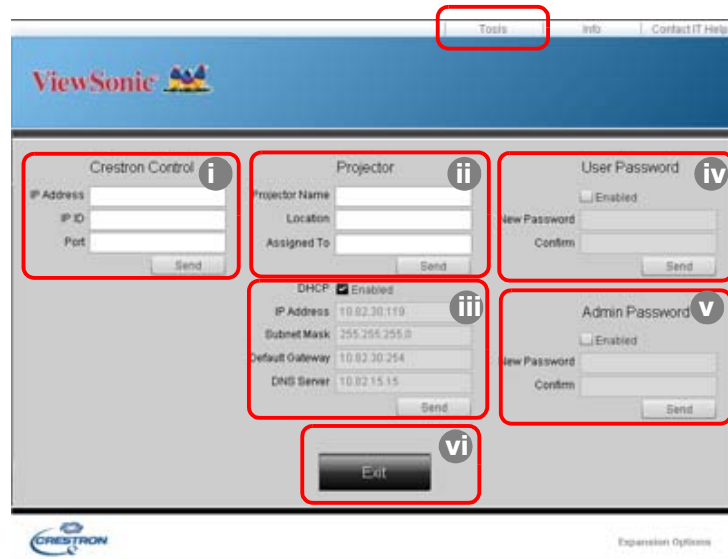 Tools Info Contact IT Help
ViewSonic
Crestron Control i
IP Address
IP ID
Port
Send
Projector ii
Projector Name
Location
Assigned To
Send
DHCP Enabled
iii
IP Address 10.82.30.119
Subnet Mask 255.255.255.0
Default Gateway 10.82.30.254
DNS Server 10.82.15.15
Send
User Password iv
Enabled
New Password
Confirm
Send
Admin Password v
Enabled
New Password
Confirm
Send
vi
Exit
CRESTRON
Expansion Options